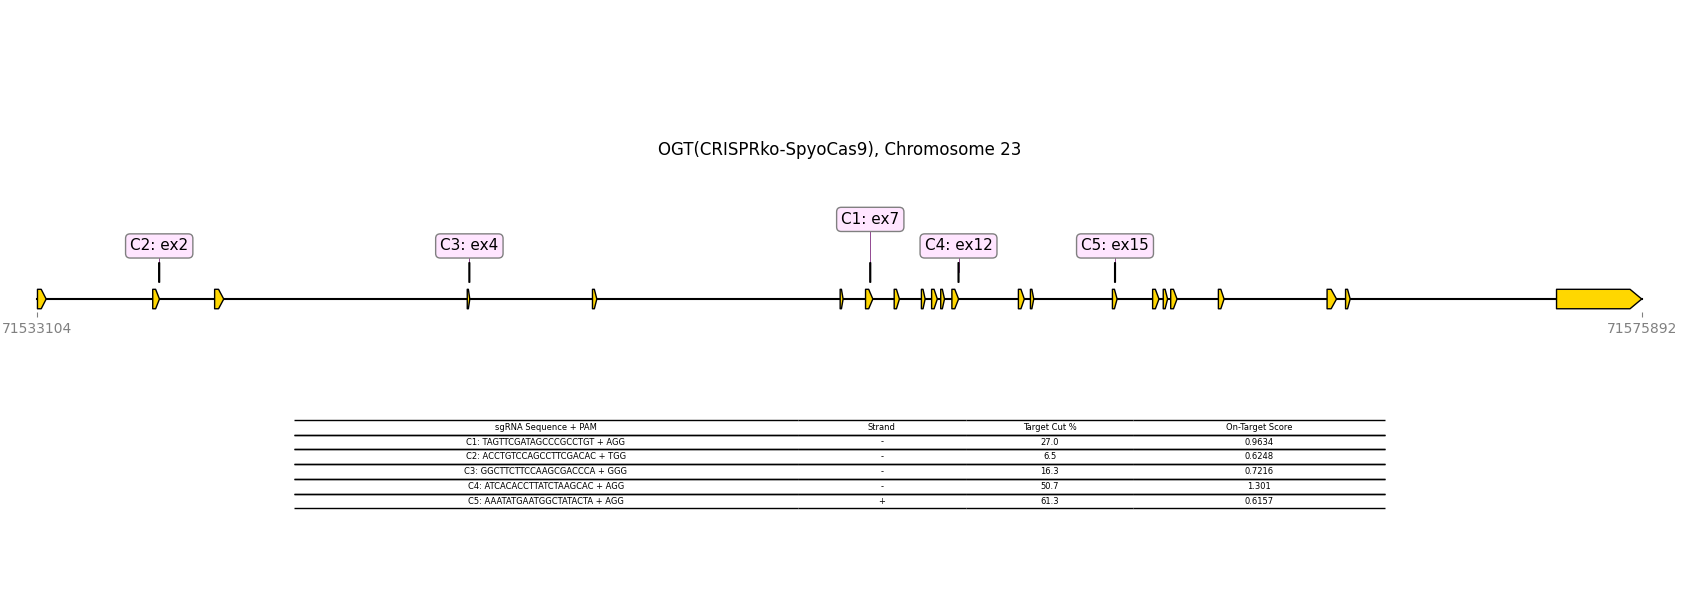 OGT(CRISPRko-SpyoCas9), Chromosome 23
C1: ex7
C2: ex2 C3: ex4 C4: ex12 C5: ex15
71533104 71575892
sgRNA Sequence + PAM Strand Target Cut % On-Target Score
C1: TAGTTCGATAGCCCGCCTGT + AGG - 27.0 0.9634
C2: ACCTGTCCAGCCTTCGACAC + TGG - 6.5 0.6248
C3: GGCTTCTTCCAAGCGACCCA + GGG - 16.3 0.7216
C4: ATCACACCTTATCTAAGCAC + AGG - 50.7 1.301
C5: AAATATGAATGGCTATACTA + AGG + 61.3 0.6157